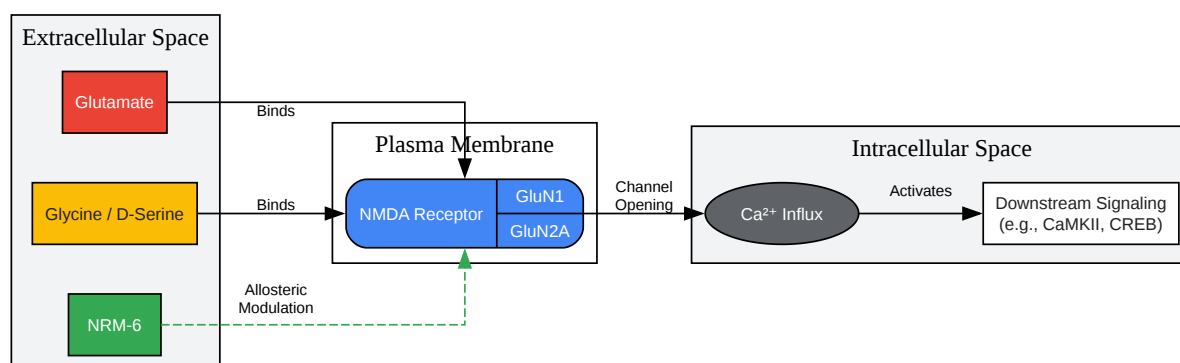 Extracellular Space
Glutamate
Binds
Plasma Membrane
Intracellular Space
Glycine / D-Serine
Binds
NMDA Receptor
GluN1
GluN2A
Channel
Opening
Ca²⁺ Influx
Activates
Downstream Signaling
(e.g., CaMKII, CREB)
Allosteric
Modulation
NRM-6